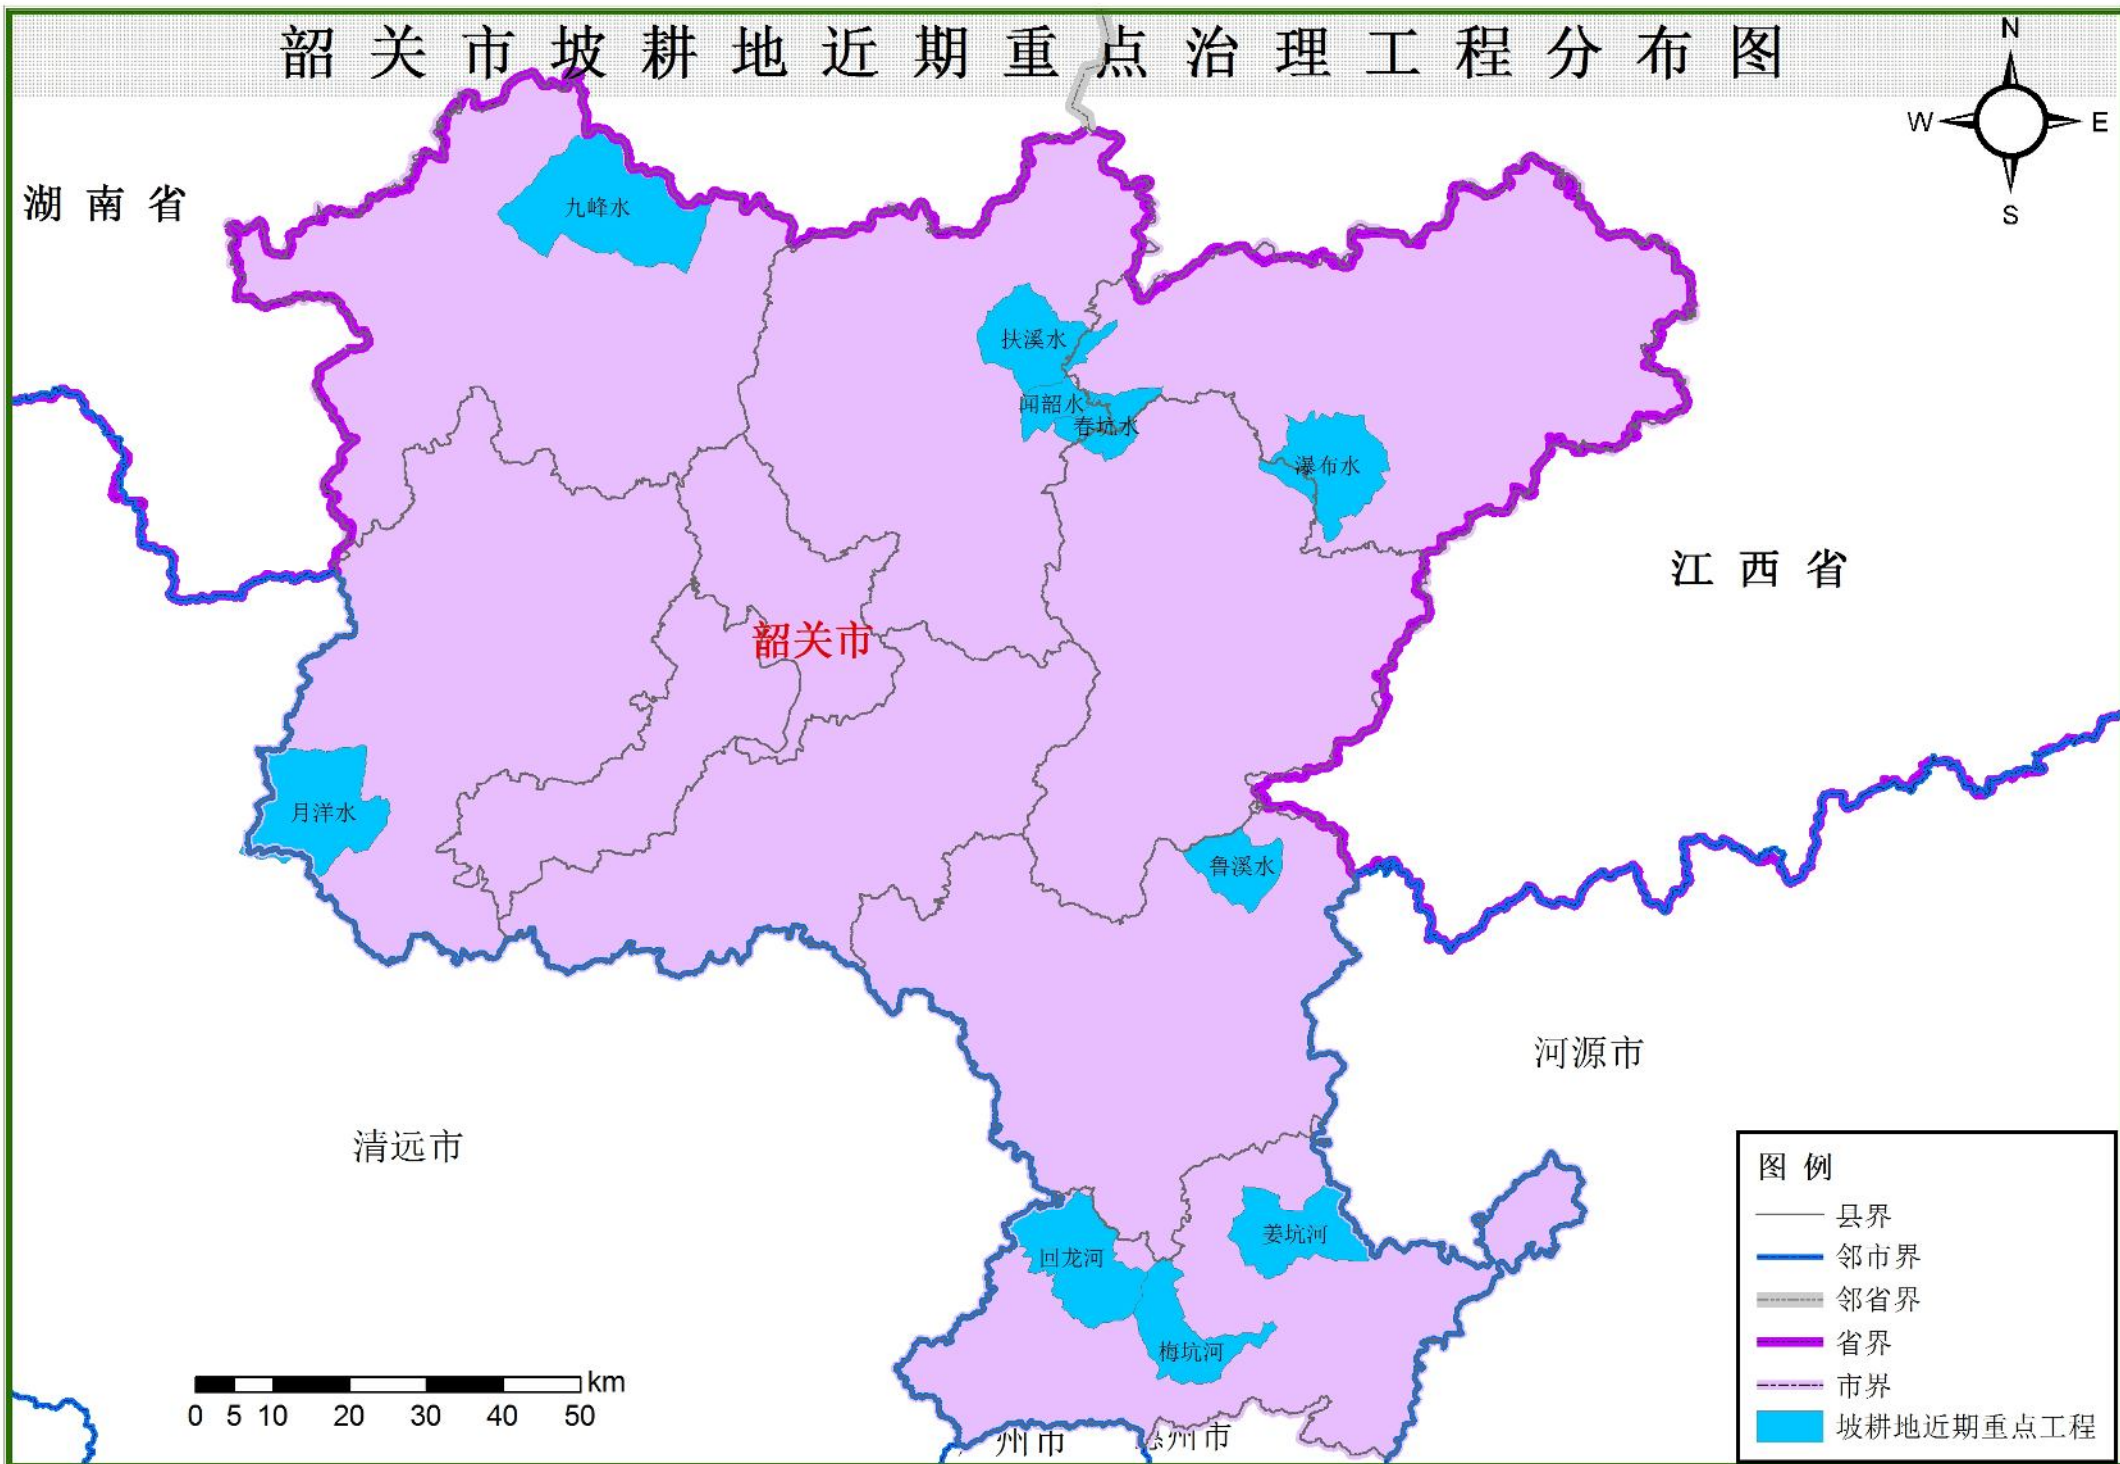 韶关市坡耕地近期重点治理工程分布图
N
W E
S
湖南省
九峰水
扶溪水
闻韶水
春坑水
瀑布水
江西省
韶关市
月洋水
鲁溪水
河源市
清远市
姜坑河
回龙河
梅坑河
州市
州市
km
0 5 10 20 30 40 50
图例
县界
邻市界
邻省界
省界
市界
坡耕地近期重点工程